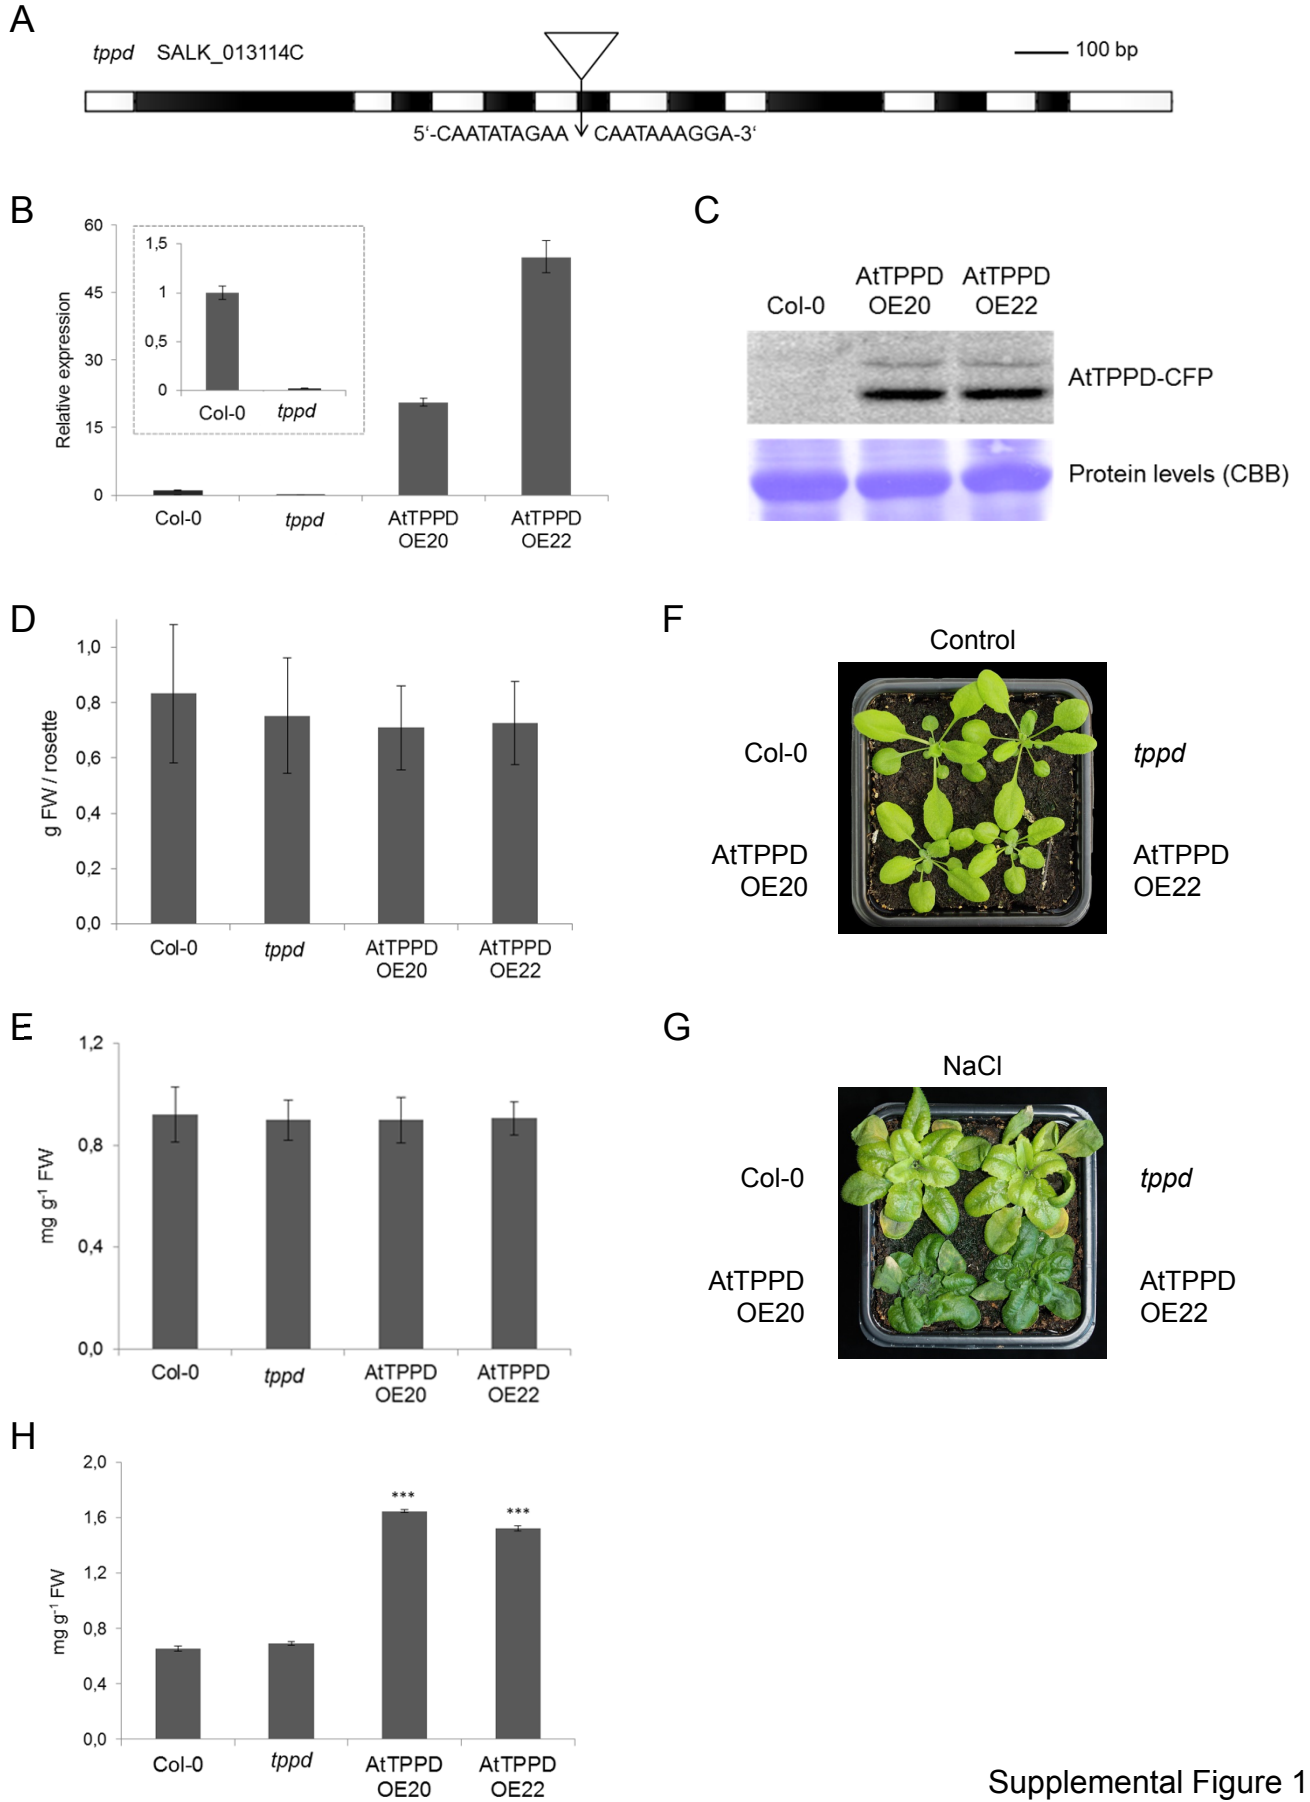 A
tppd SALK_013114C
100 bp
5‘-CAATATAGAA CAATAAAGGA-3‘
B
Relative expression
60
45
30
15
0
1,5
1
0,5
0
Col-0 tppd
Col-0 tppd AtTPPD AtTPPD
OE20 OE22
C
AtTPPD AtTPPD
Col-0 OE20 OE22
AtTPPD-CFP
Protein levels (CBB)
D
g FW / rosette
1,0
0,8
0,6
0,4
0,2
0,0
Col-0 tppd AtTPPD AtTPPD
OE20 OE22
F
Control
Col-0 tppd
AtTPPD AtTPPD
OE20 OE22
E
mg g-1 FW
1,2
0,8
0,4
0,0
Col-0 tppd AtTPPD AtTPPD
OE20 OE22
G
NaCl
Col-0 tppd
AtTPPD AtTPPD
OE20 OE22
H
mg g-1 FW
2,0
1,6
1,2
0,8
0,4
0,0
*** ***
Col-0 tppd AtTPPD AtTPPD
OE20 OE22
Supplemental Figure 1